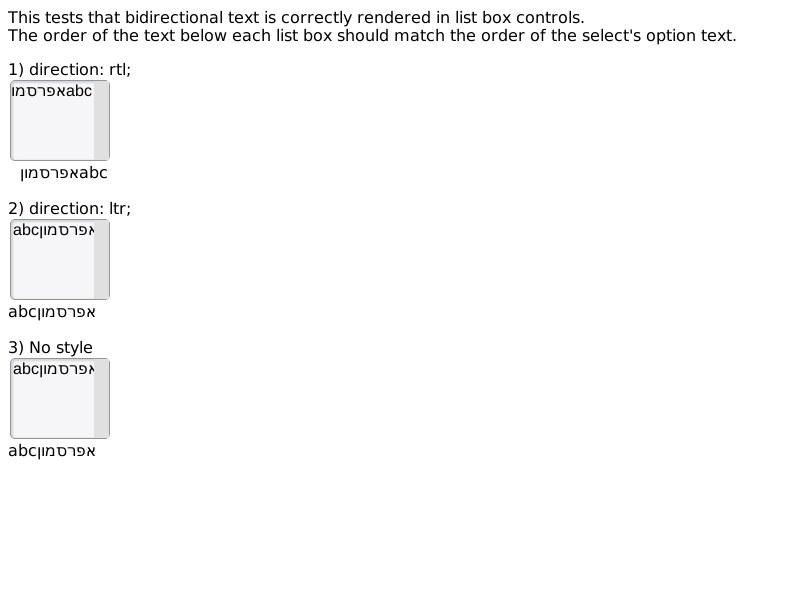 This tests that bidirectional text is correctly rendered in list box controls.
The order of the text below each list box should match the order of the select's option text.
1) direction: rtl;
abcאפרסמו
abcאפרסמון
2) direction: ltr;
abcאפרסמון
abcאפרסמון
3) No style
abcאפרסמון
abcאפרסמון